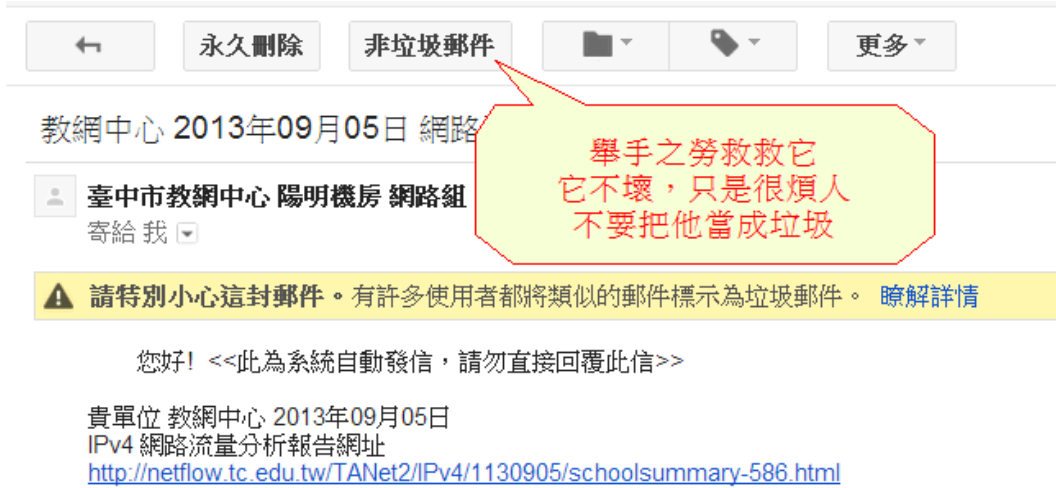 永久刪除 非垃圾郵件 更多
教網中心 2013年09月05日 網路
舉手之勞救救它
它不壞,只是很煩人
不要把他當成垃圾
臺中市教網中心 陽明機房 網路組
寄給 我
請特別小心這封郵件。有許多使用者都將類似的郵件標示為垃圾郵件。 瞭解詳情
您好! <<此為系統自動發信,請勿直接回覆此信>>
貴單位 教網中心 2013年09月05日
IPv4 網路流量分析報告網址
http://netflow.tc.edu.tw/TANet2/IPv4/1130905/schoolsummary-586.html